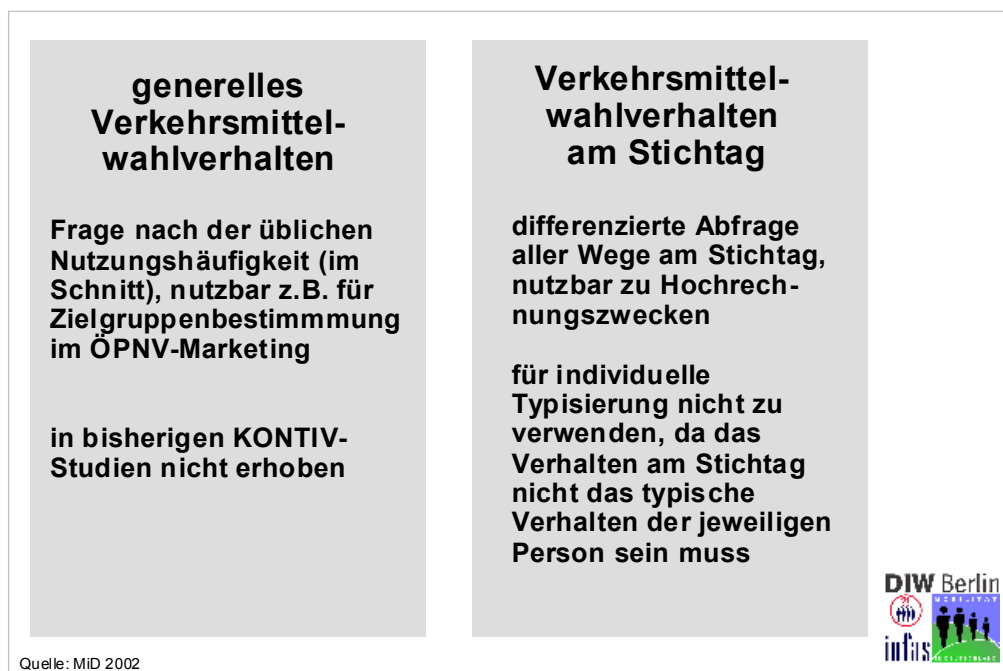 generelles
Verkehrsmittel-
wahlverhalten
Frage nach der üblichen
Nutzungshäufigkeit (im
Schnitt), nutzbar z.B. für
Zielgruppenbestimmmung
im ÖPNV-Marketing
in bisherigen KONTIV-
Studien nicht erhoben
Verkehrsmittel-
wahlverhalten
am Stichtag
differenzierte Abfrage
aller Wege am Stichtag,
nutzbar zu Hochrech-
nungszwecken
für individuelle
Typisierung nicht zu
verwenden, da das
Verhalten am Stichtag
nicht das typische
Verhalten der jeweiligen
Person sein muss
DIW Berlin
MOBILITÄT
infas
Quelle: MiD 2002